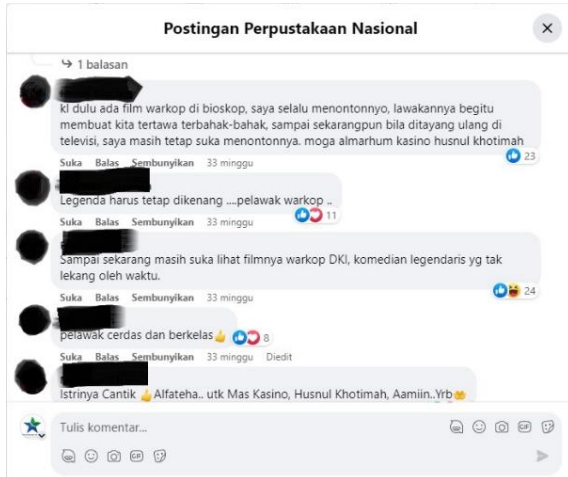 Postingan Perpustakaan Nasional
1 balasan
kl dulu ada film warkop di bioskop, saya selalu menontonnyo, lawakannya begitu
membuat kita tertawa terbahak-bahak, sampai sekarangpun bila ditayang ulang di
televisi, saya masih tetap suka menontonnya. moga almarhum kasino husnul khotimah
23
Suka Balas Sembunyikan 33 minggu
Legenda harus tetap dikenang ....pelawak warkop ..
11
Suka Balas Sembunyikan 33 minggu
Sampai sekarang masih suka lihat filmnya warkop DKI, komedian legendaris yg tak
lekang oleh waktu.
24
Suka Balas Sembunyikan 33 minggu
pelawak cerdas dan berkelas👍 8
Suka Balas Sembunyikan 33 minggu Diedit
Istrinya Cantik 👍Alfateha.. utk Mas Kasino, Husnul Khotimah, Aamiin..Yrb🤲
Tulis komentar...
GIF
GIF